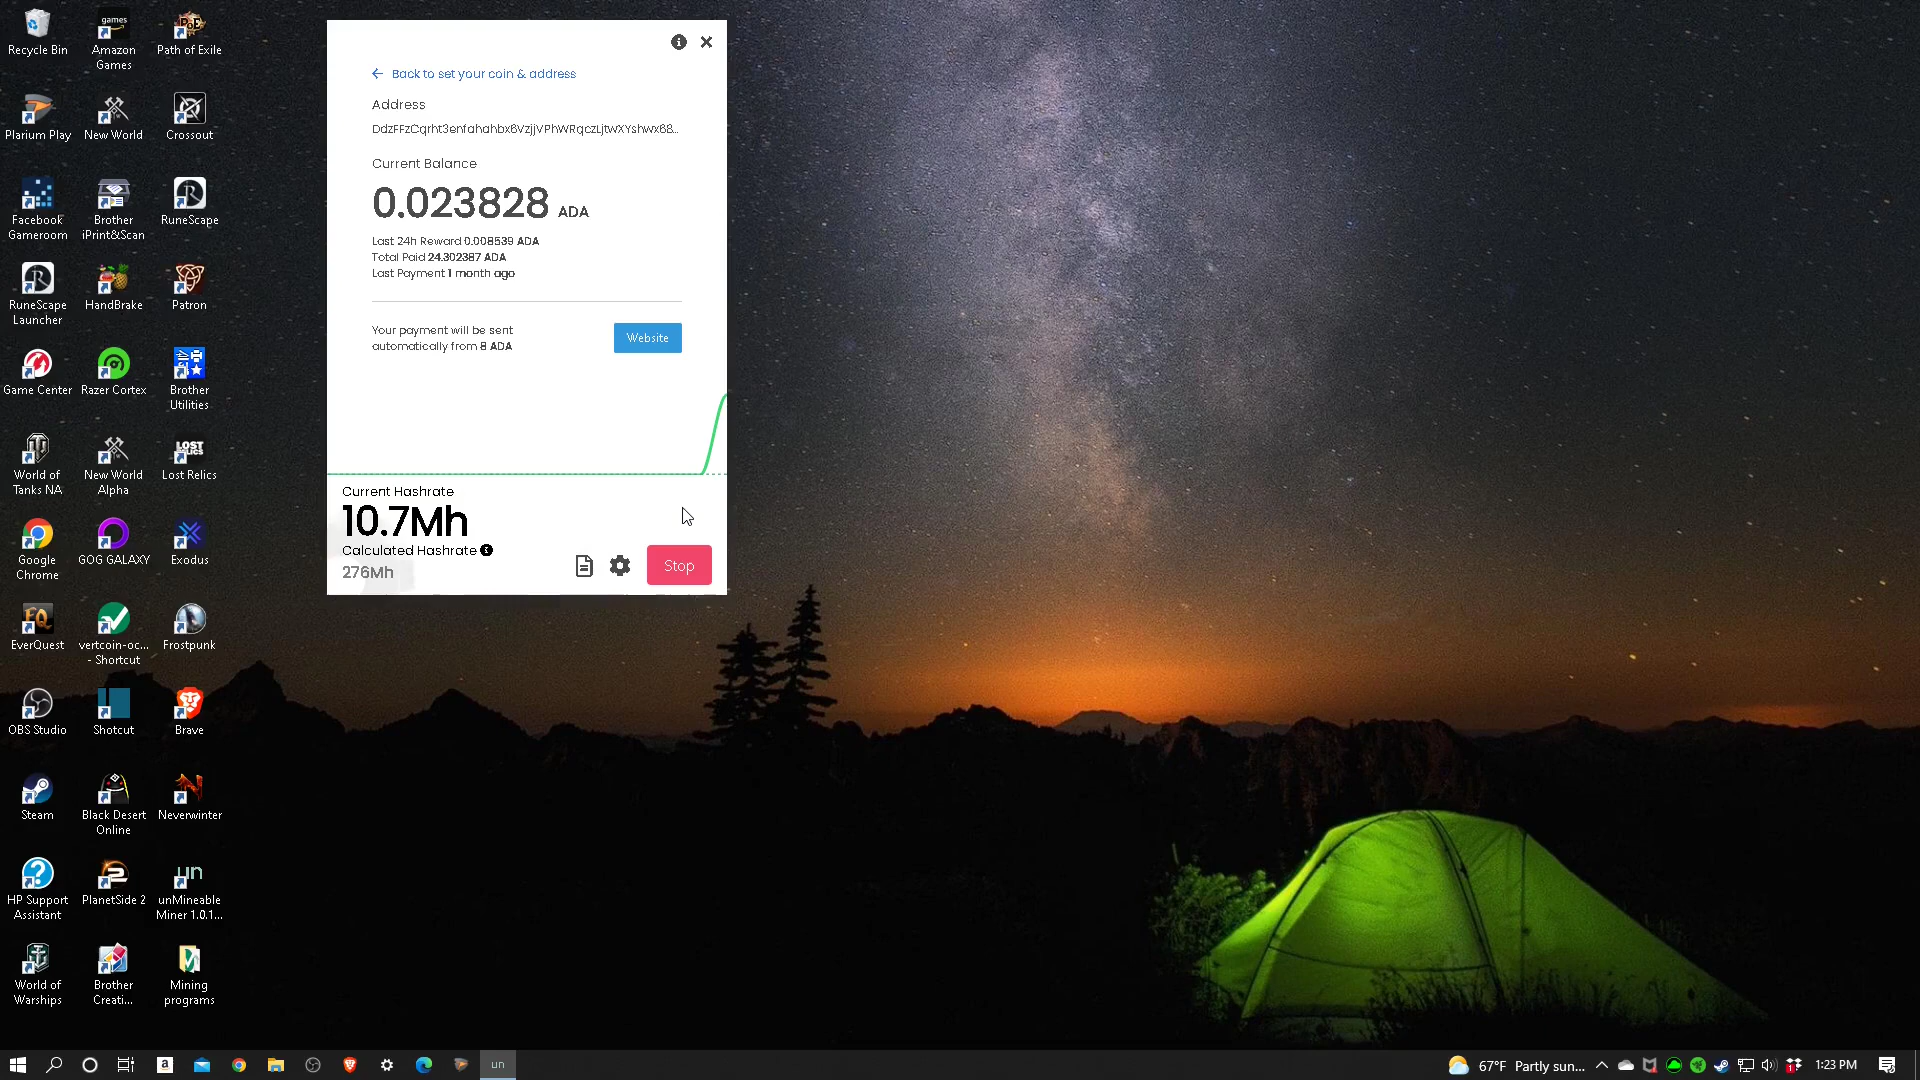 Recycle Bin
Amazon
Games
Path of Exile
Plarium Play
New World
Crossout
Facebook
Gameroom
Brother
iPrint&Scan
RuneScape
RuneScape
Launcher
HandBrake
Patron
Game Center
Razer Cortex
Brother
Utilities
World of
Tanks NA
New World
Alpha
Lost Relics
Google
Chrome
GOG GALAXY
Exodus
EverQuest
vertcoin-oc...
- Shortcut
Frostpunk
OBS Studio
Shotcut
Brave
Steam
Black Desert
Online
Neverwinter
HP Support
Assistant
PlanetSide 2
unMineable
Miner 1.0.1...
World of
Warships
Brother
Creati...
Mining
programs
Back to set your coin & address
Address
DdzFFzCqrht3enfahahbx6VzjjVPhWRqczLjtwXYshwx68...
Current Balance
0.023828 ADA
Last 24h Reward 0.008539 ADA
Total Paid 24.302387 ADA
Last Payment 1 month ago
Your payment will be sent
automatically from 8 ADA
Website
Current Hashrate
10.7Mh
Calculated Hashrate
276Mh
Stop
un
67°F Partly sun...
1:23 PM